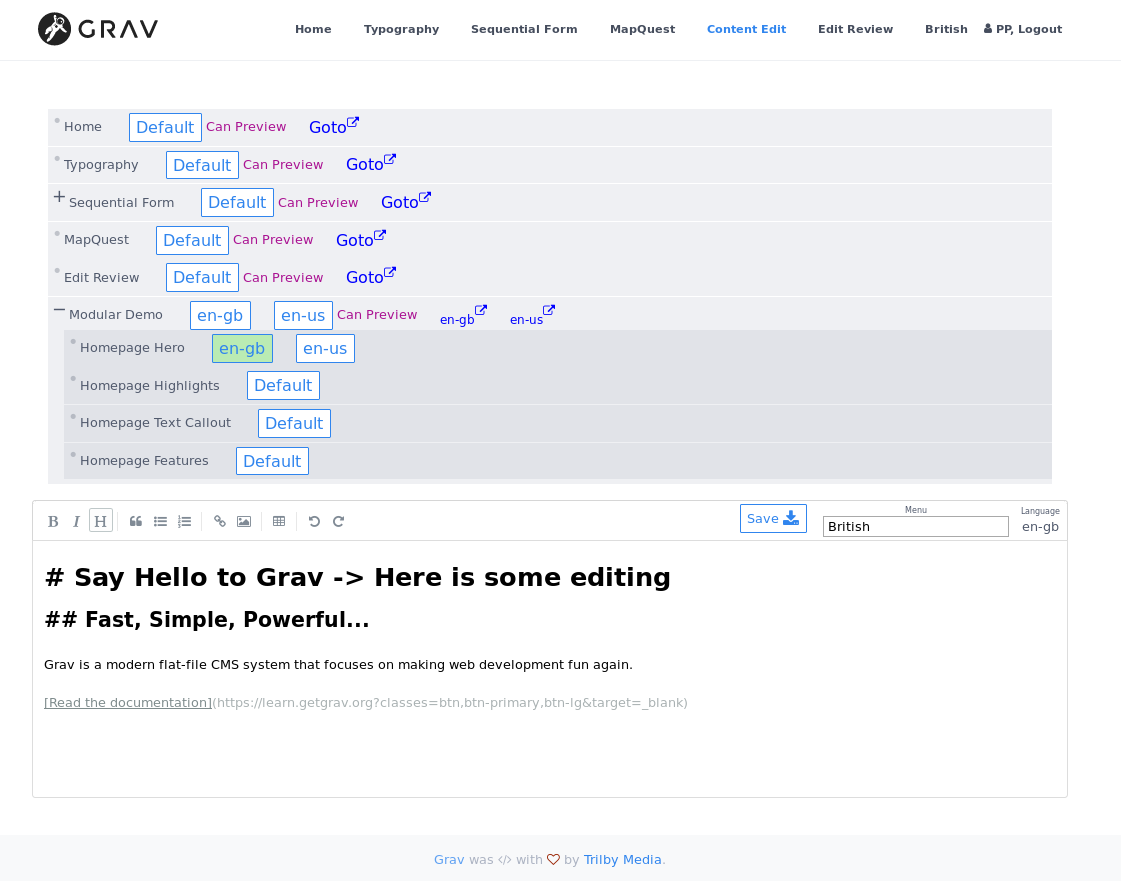 GRAV Home Typography Sequential Form MapQuest Content Edit Edit Review British PP, Logout
Home Default Can Preview Goto
Typography Default Can Preview Goto
+ Sequential Form Default Can Preview Goto
MapQuest Default Can Preview Goto
Edit Review Default Can Preview Goto
− Modular Demo en-gb en-us Can Preview en-gb en-us
Homepage Hero en-gb en-us
Homepage Highlights Default
Homepage Text Callout Default
Homepage Features Default
Menu Language
B I H Save British en-gb
# Say Hello to Grav -> Here is some editing
## Fast, Simple, Powerful...
Grav is a modern flat-file CMS system that focuses on making web development fun again.
[Read the documentation](https://learn.getgrav.org?classes=btn,btn-primary,btn-lg&target=_blank)
Grav was </> with ♡ by Trilby Media.